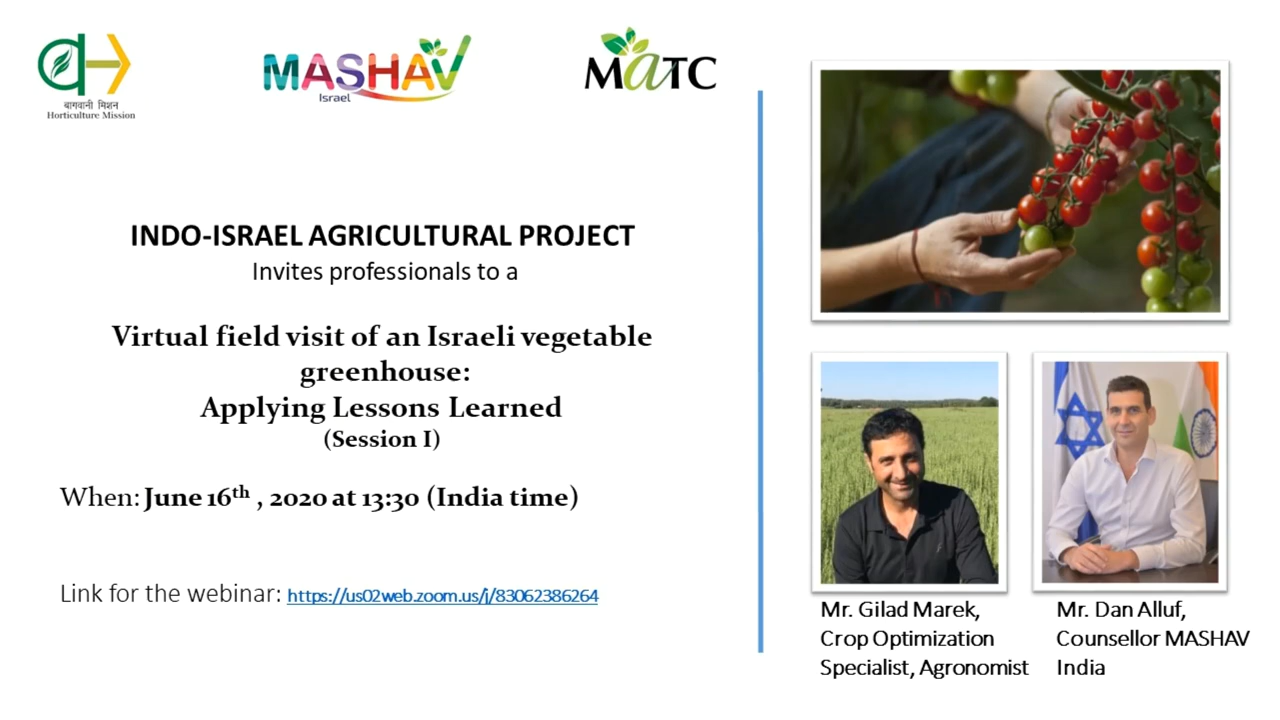 बागवानी मिशन
Horticulture Mission
MASHAV
Israel
MaTC
INDO-ISRAEL AGRICULTURAL PROJECT
Invites professionals to a
Virtual field visit of an Israeli vegetable
greenhouse:
Applying Lessons Learned
(Session I)
When: June 16th , 2020 at 13:30 (India time)
Link for the webinar: https://us02web.zoom.us/j/83062386264
Mr. Gilad Marek,
Crop Optimization
Specialist, Agronomist
Mr. Dan Alluf,
Counsellor MASHAV
India